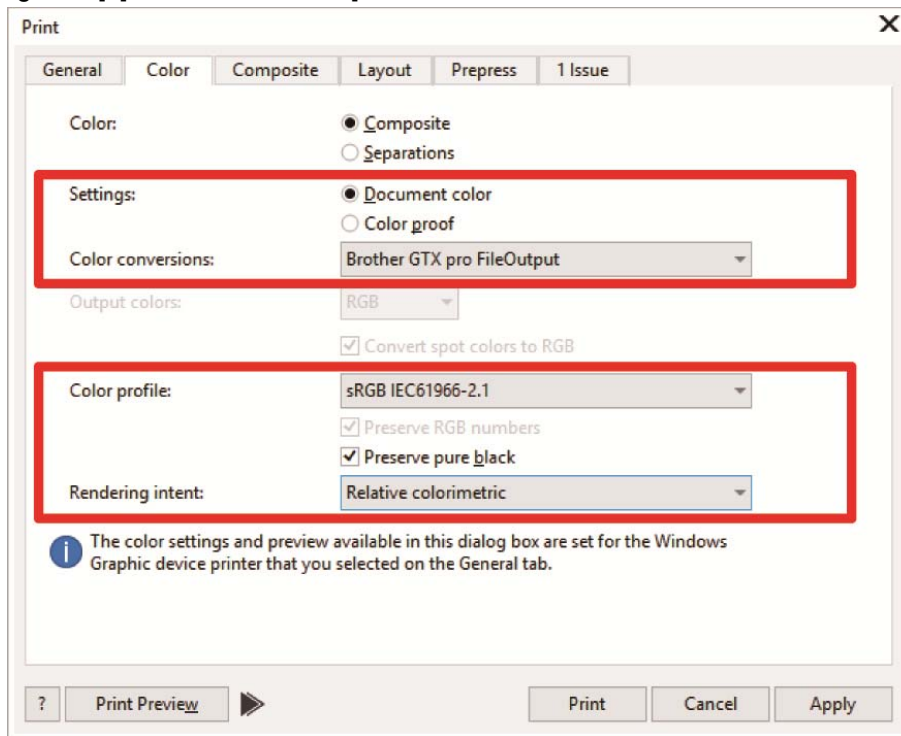 Print
General Color Composite Layout Prepress 1 Issue
Color: Composite
Separations
Settings: Document color
Color proof
Color conversions: Brother GTX pro FileOutput
Output colors: RGB
Convert spot colors to RGB
Color profile: sRGB IEC61966-2.1
Preserve RGB numbers
Preserve pure black
Rendering intent: Relative colorimetric
The color settings and preview available in this dialog box are set for the Windows
Graphic device printer that you selected on the General tab.
? Print Preview Print Cancel Apply